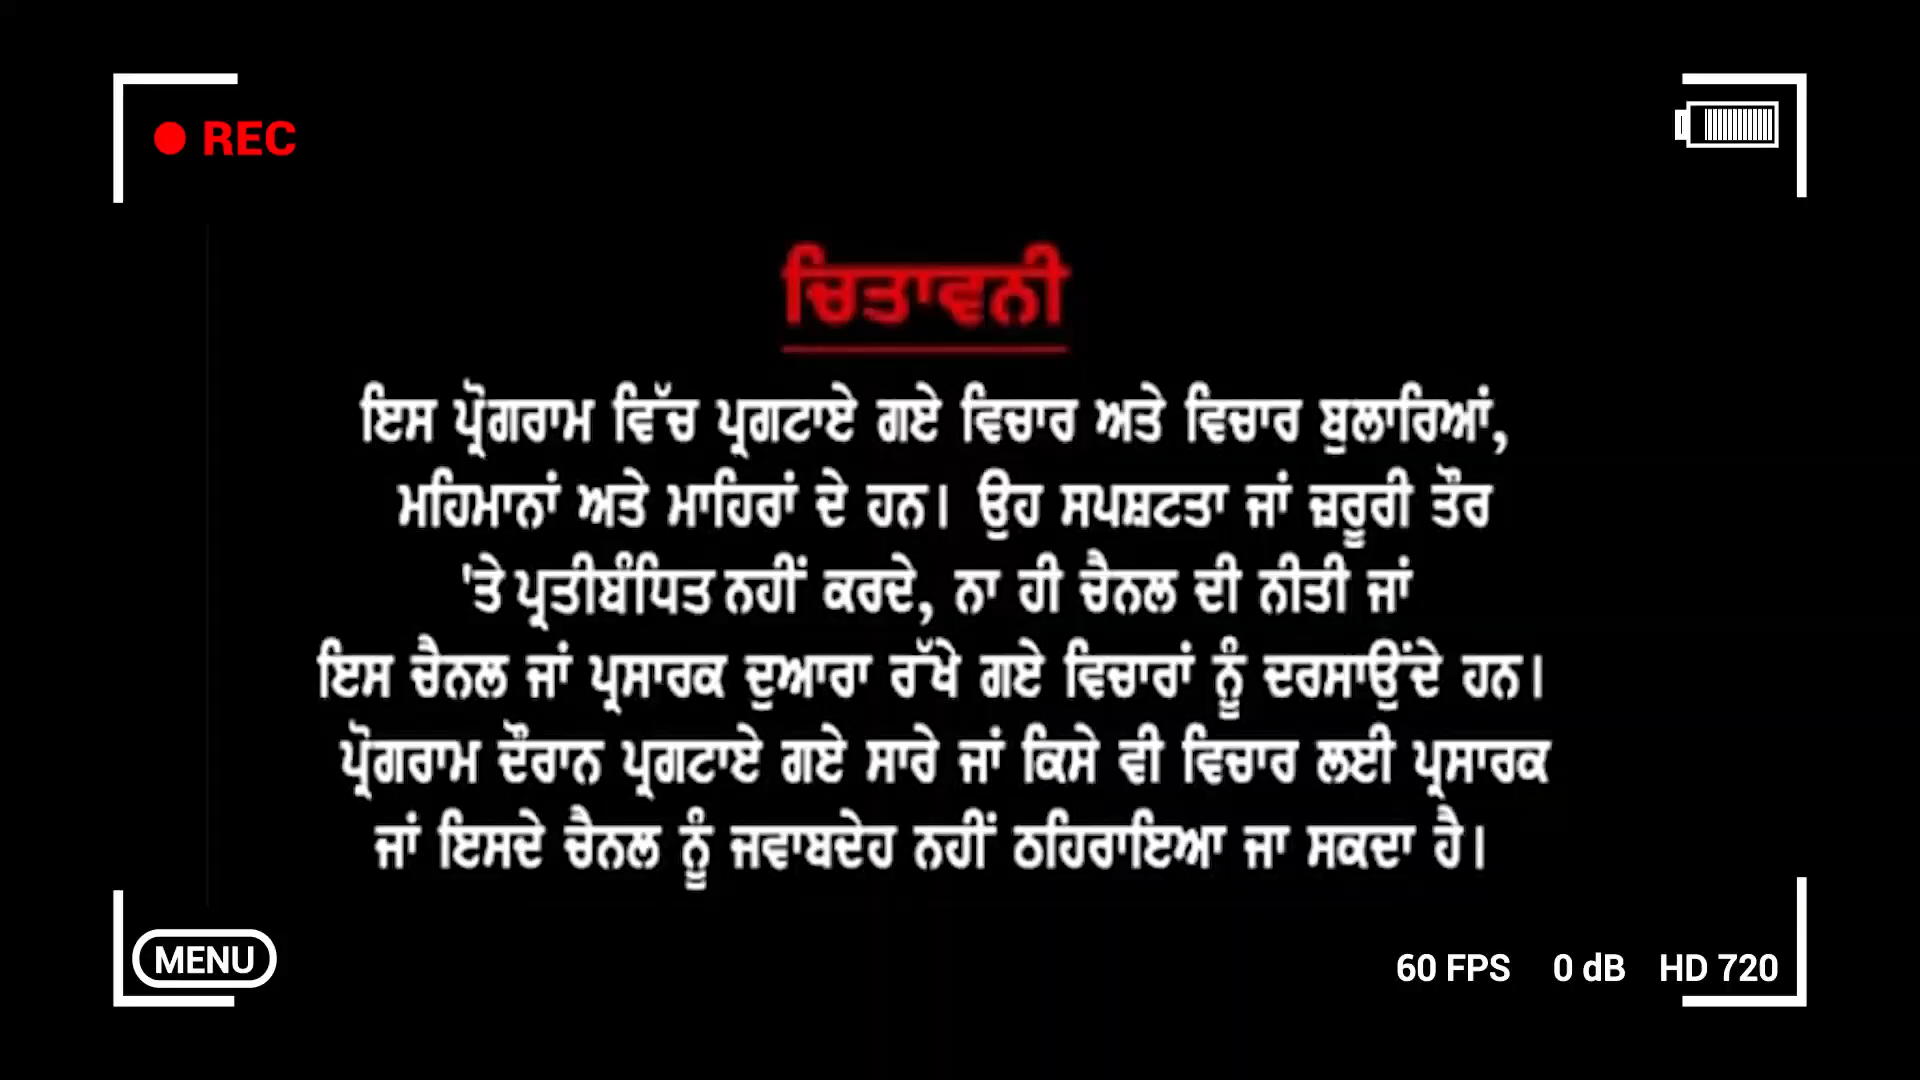 REC
ਚਿਤਾਵਨੀ
ਇਸ ਪ੍ਰੋਗਰਾਮ ਵਿੱਚ ਪ੍ਰਗਟਾਏ ਗਏ ਵਿਚਾਰ ਅਤੇ ਵਿਚਾਰ ਬੁਲਾਰਿਆਂ,
ਮਹਿਮਾਨਾਂ ਅਤੇ ਮਾਹਿਰਾਂ ਦੇ ਹਨ। ਉਹ ਸਪਸ਼ਟਤਾ ਜਾਂ ਜ਼ਰੂਰੀ ਤੌਰ
'ਤੇ ਪ੍ਰਤੀਬੰਧਿਤ ਨਹੀਂ ਕਰਦੇ, ਨਾ ਹੀ ਚੈਨਲ ਦੀ ਨੀਤੀ ਜਾਂ
ਇਸ ਚੈਨਲ ਜਾਂ ਪ੍ਰਸਾਰਕ ਦੁਆਰਾ ਰੱਖੇ ਗਏ ਵਿਚਾਰਾਂ ਨੂੰ ਦਰਸਾਉਂਦੇ ਹਨ।
ਪ੍ਰੋਗਰਾਮ ਦੌਰਾਨ ਪ੍ਰਗਟਾਏ ਗਏ ਸਾਰੇ ਜਾਂ ਕਿਸੇ ਵੀ ਵਿਚਾਰ ਲਈ ਪ੍ਰਸਾਰਕ
ਜਾਂ ਇਸਦੇ ਚੈਨਲ ਨੂੰ ਜਵਾਬਦੇਹ ਨਹੀਂ ਠਹਿਰਾਇਆ ਜਾ ਸਕਦਾ ਹੈ।
MENU
60 FPS 0 dB HD 720